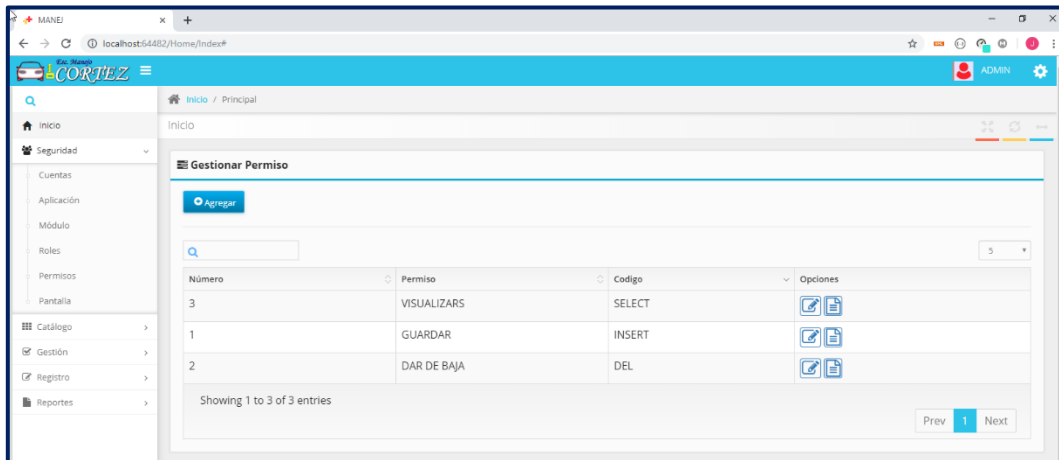 MANEJ
localhost:64482/Home/Index#
J
Esc. Manejo
CORTEZ
ADMIN
Inicio / Principal
Inicio
Inicio
Seguridad
Cuentas
Aplicación
Módulo
Roles
Permisos
Pantalla
Catálogo
Gestión
Registro
Reportes
Gestionar Permiso
Agregar
5
Número Permiso Codigo Opciones
3 VISUALIZARS SELECT
1 GUARDAR INSERT
2 DAR DE BAJA DEL
Showing 1 to 3 of 3 entries
Prev 1 Next